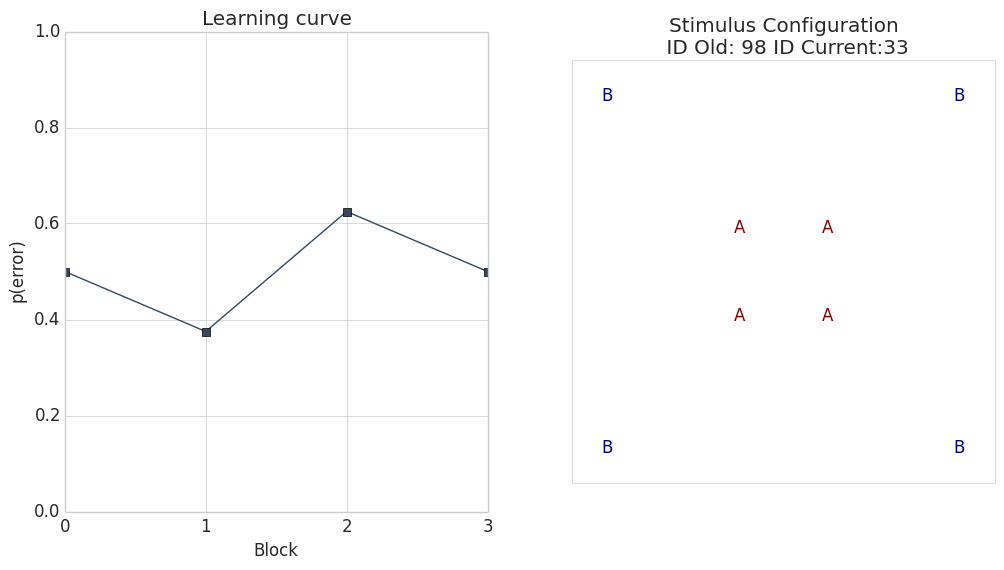 Learning curve
1.0
0.8
0.6
0.4
0.2
0.0
p(error)
0 1 2 3
Block
Stimulus Configuration
ID Old: 98 ID Current:33
B B
A A
A A
B B